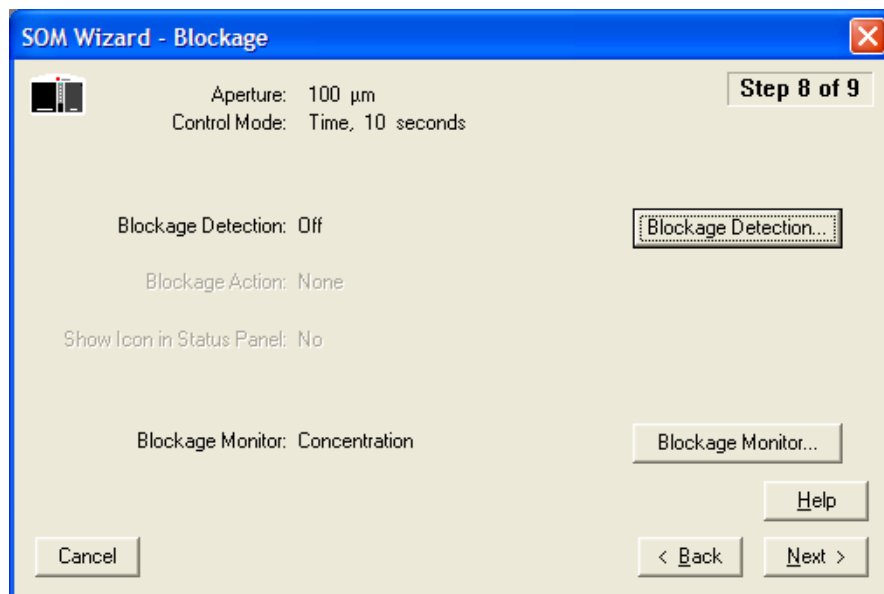 SOM Wizard - Blockage
Step 8 of 9
Aperture: 100 µm
Control Mode: Time, 10 seconds
Blockage Detection: Off
Blockage Detection...
Blockage Action: None
Show Icon in Status Panel: No
Blockage Monitor: Concentration
Blockage Monitor...
Help
Cancel
< Back
Next >